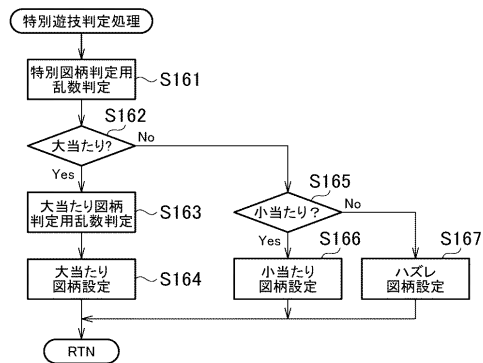 特別遊技判定処理
特別図柄判定用
乱数判定
S161
S162
大当たり?
No
Yes
大当たり図柄
判定用乱数判定
S163
S165
小当たり？
No
Yes
S166
S167
大当たり
図柄設定
S164
小当たり
図柄設定
ハズレ
図柄設定
RTN